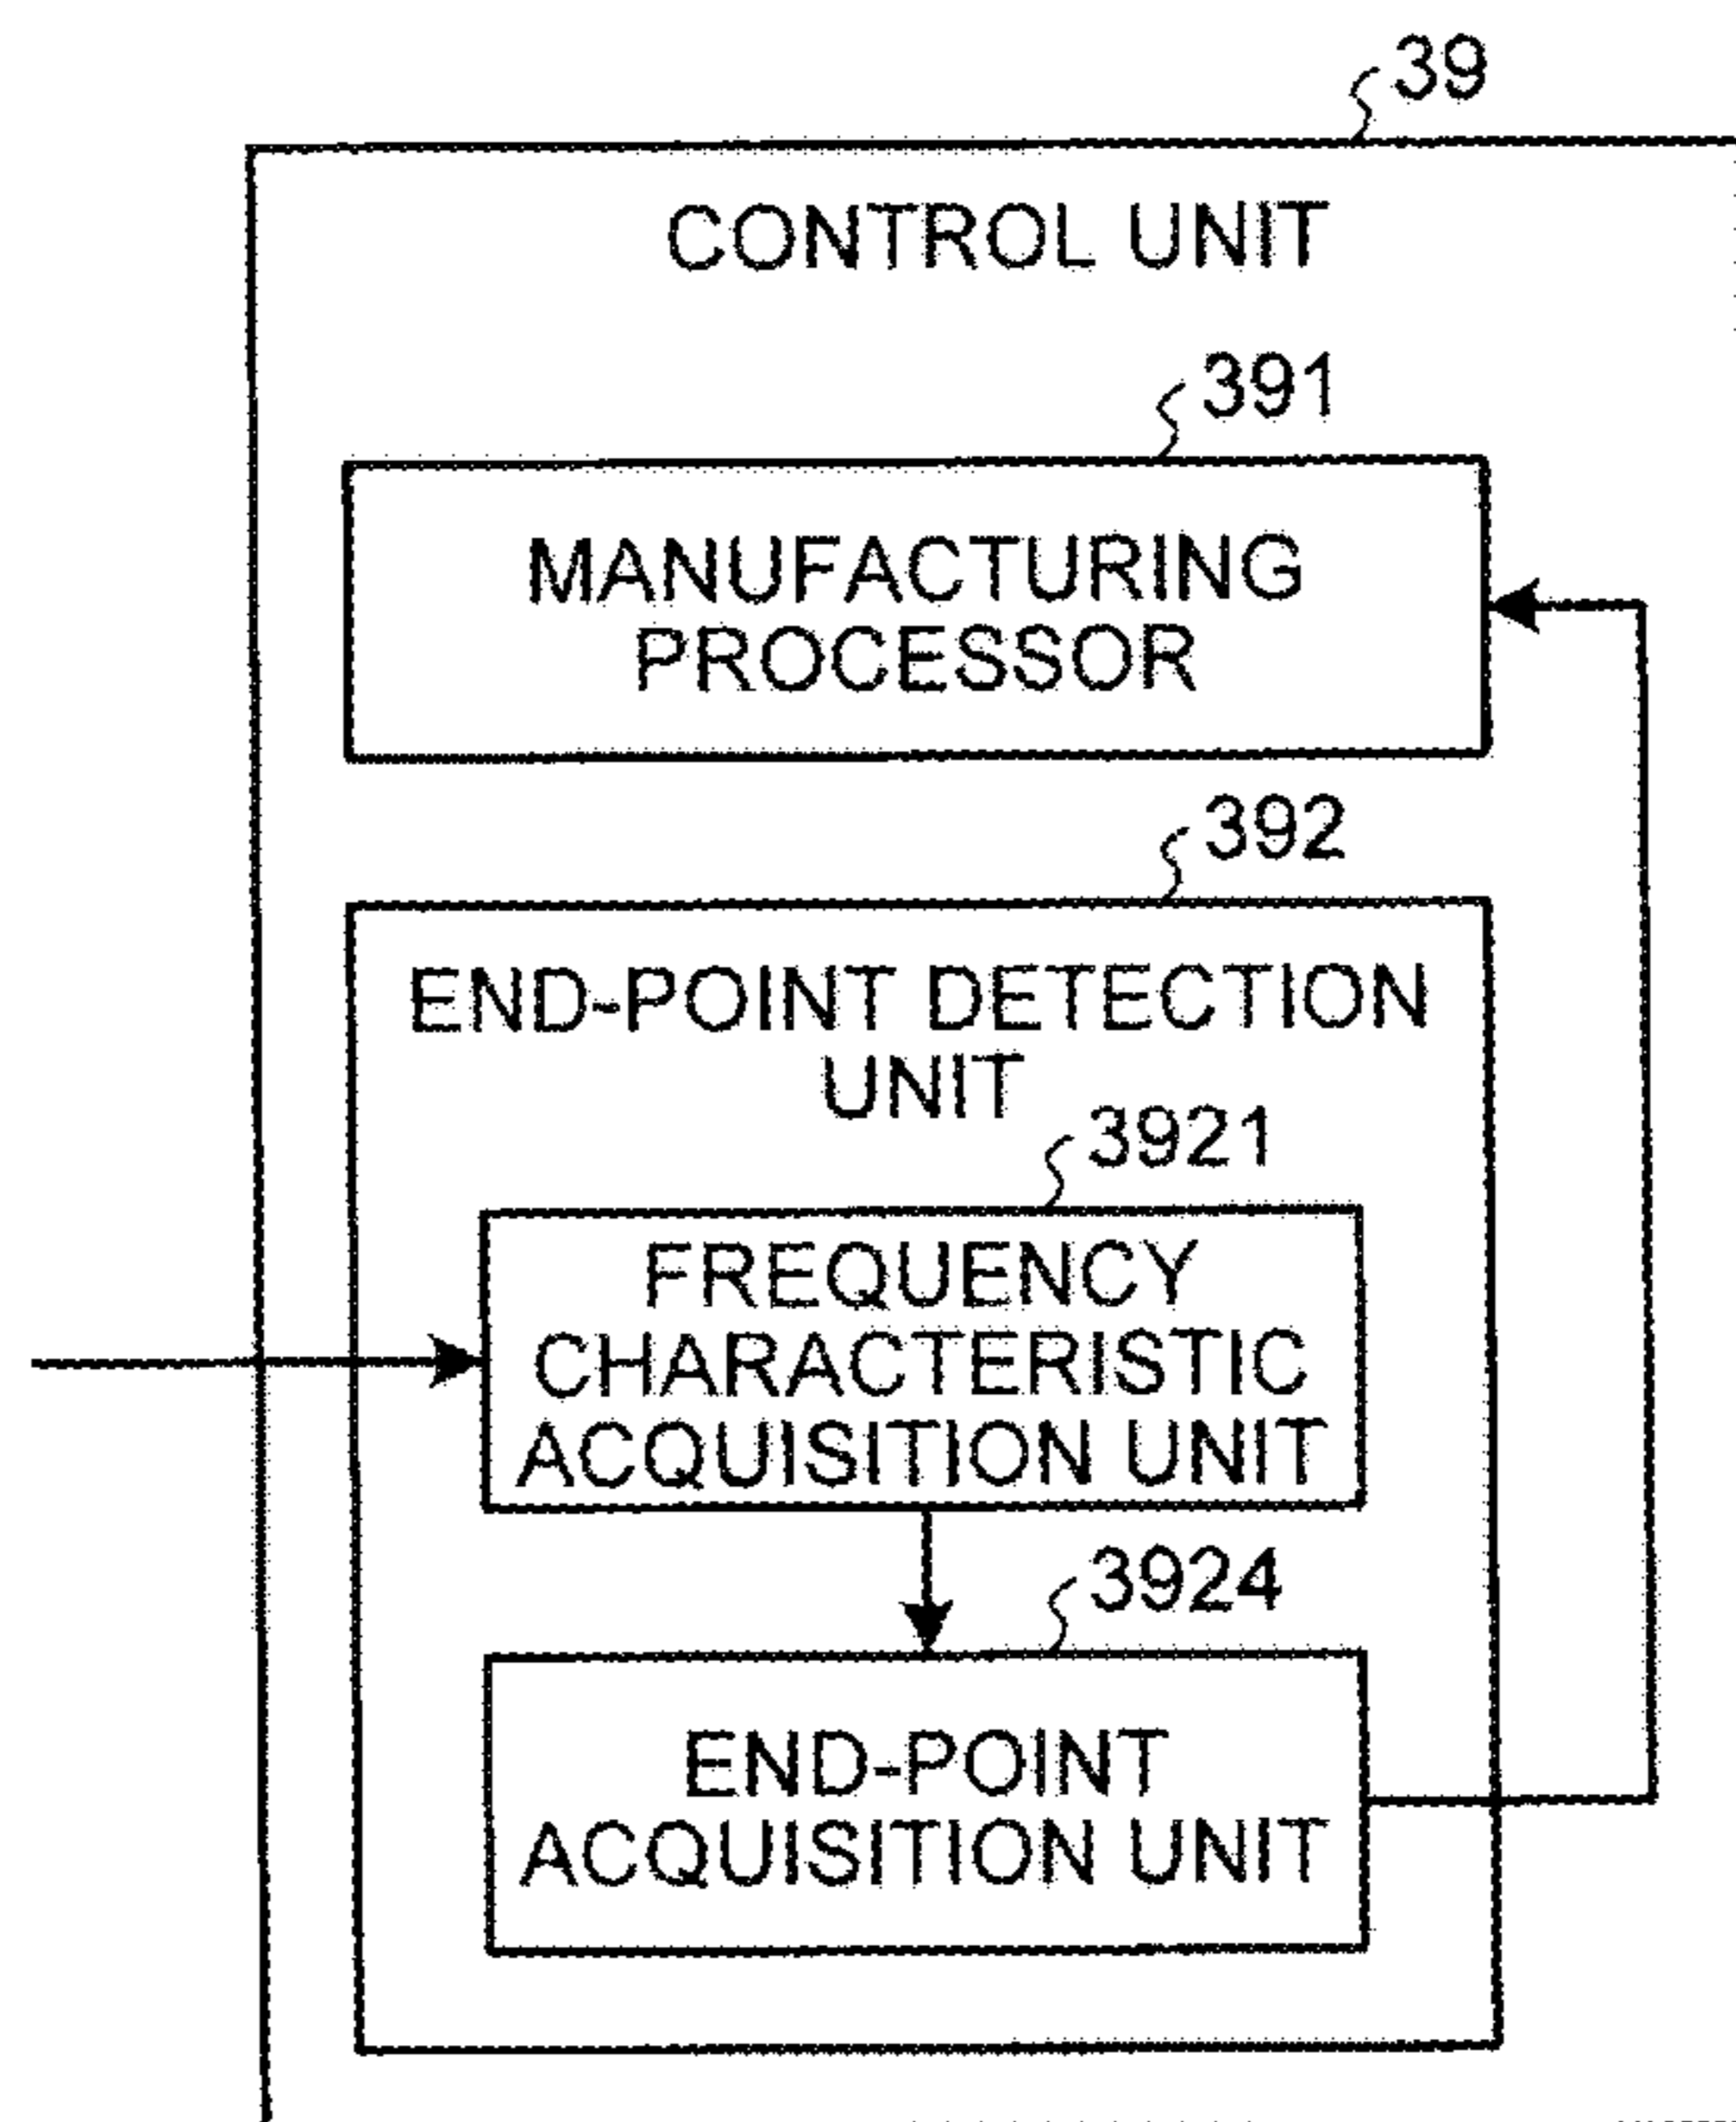 39
CONTROL UNIT
391
MANUFACTURING
PROCESSOR
392
END-POINT DETECTION
UNIT
3921
FREQUENCY
CHARACTERISTIC
ACQUISITION UNIT
3924
END-POINT
ACQUISITION UNIT